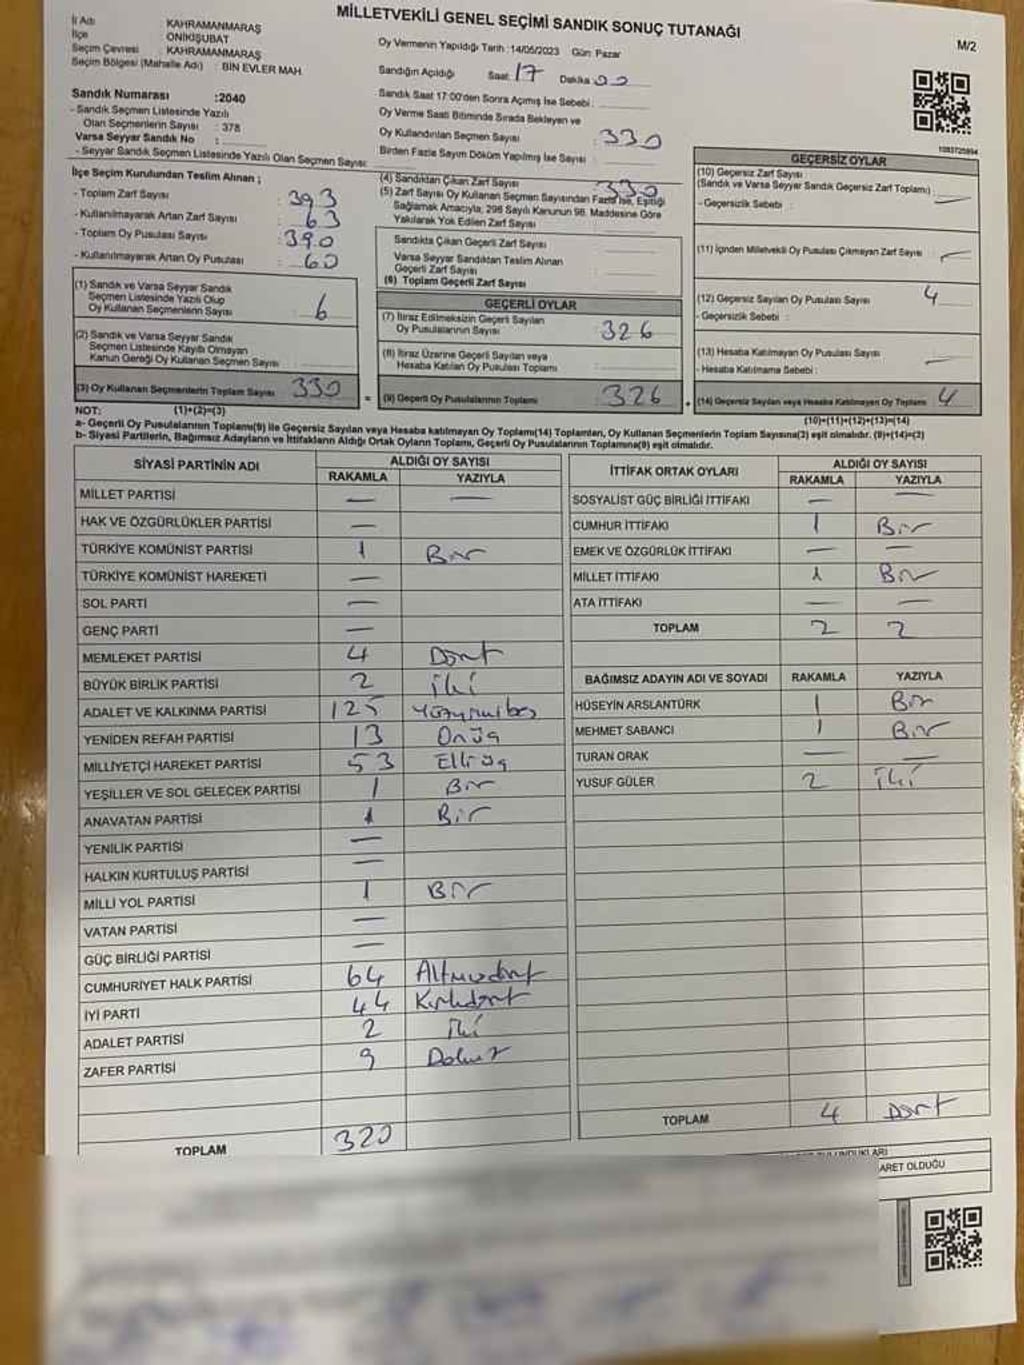 MİLLETVEKİLİ GENEL SEÇİMİ SANDIK SONUÇ TUTANAĞI
M/2
İl Adı KAHRAMANMARAŞ
İlçe ONİKİŞUBAT
Seçim Çevresi : KAHRAMANMARAŞ
Seçim Bölgesi (Mahalle Adı) : BİN EVLER MAH.
Sandık Numarası :2040
- Sandık Seçmen Listesinde Yazılı
Olan Seçmenlerin Sayısı : 378
Varsa Seyyar Sandık No :
- Seyyar Sandık Seçmen Listesinde Yazılı Olan Seçmen Sayısı:
Oy Vermenin Yapıldığı Tarih :14/05/2023 Gün: Pazar
Sandığın Açıldığı Saat: 17 Dakika 00
Sandık Saat 17:00'den Sonra Açımış İse Sebebi :
Oy Verme Saati Bitiminde Sırada Bekleyen ve
Oy Kullandırılan Seçmen Sayısı : 330
Birden Fazla Sayım Döküm Yapılmış İse Sayısı :
1083725894
İlçe Seçim Kurulundan Teslim Alınan ;
- Toplam Zarf Sayısı : 393
- Kullanılmayarak Artan Zarf Sayısı : 63
- Toplam Oy Pusulası Sayısı : 390
- Kullanılmayarak Artan Oy Pusulası : 60
(1) Sandık ve Varsa Seyyar Sandık
Seçmen Listesinde Yazılı Olup
Oy Kullanan Seçmenlerin Sayısı : 6
(2) Sandık ve Varsa Seyyar Sandık
Seçmen Listesinde Kayıtlı Olmayan
Kanun Gereği Oy Kullanan Seçmen Sayısı :
(3) Oy Kullanan Seçmenlerin Toplam Sayısı : 330
(1)+(2)=(3)
(4) Sandıktan Çıkan Zarf Sayısı : 330
(5) Zarf Sayısı Oy Kullanan Seçmen Sayısından Fazla İse, Eşitliği
Sağlamak Amacıyla, 298 Sayılı Kanunun 98. Maddesine Göre
Yakılarak Yok Edilen Zarf Sayısı :
Sandıkta Çıkan Geçerli Zarf Sayısı :
Varsa Seyyar Sandıktan Teslim Alınan
Geçerli Zarf Sayısı :
(6) Toplam Geçerli Zarf Sayısı
GEÇERLİ OYLAR
(7) İtiraz Edilmeksizin Geçerli Sayılan
Oy Pusulalarının Sayısı : 326
(8) İtiraz Üzerine Geçerli Sayılan veya
Hesaba Katılan Oy Pusulası Toplamı :
= (9) Geçerli Oy Pusulalarının Toplamı : 326
GEÇERSİZ OYLAR
(10) Geçersiz Zarf Sayısı
(Sandık ve Varsa Seyyar Sandık Geçersiz Zarf Toplamı) : —
- Geçersizlik Sebebi :
(11) İçinden Milletvekili Oy Pusulası Çıkmayan Zarf Sayısı : —
(12) Geçersiz Sayılan Oy Pusulası Sayısı : 4
- Geçersizlik Sebebi :
(13) Hesaba Katılmayan Oy Pusulası Sayısı : —
- Hesaba Katılmama Sebebi :
+ (14) Geçersiz Sayılan veya Hesaba Katılmayan Oy Toplamı : 4
(10)+(11)+(12)+(13)=(14)
NOT:
a- Geçerli Oy Pusulalarının Toplamı(9) ile Geçersiz Sayılan veya Hesaba katılmayan Oy Toplamı(14) Toplamları, Oy Kullanan Seçmenlerin Toplam Sayısına(3) eşit olmalıdır. (9)+(14)=(3)
b- Siyasi Partilerin, Bağımsız Adayların ve İttifakların Aldığı Ortak Oyların Toplamı, Geçerli Oy Pusulalarının Toplamına(9) eşit olmalıdır.
SİYASİ PARTİNİN ADI ALDIĞI OY SAYISI
RAKAMLA YAZIYLA
MİLLET PARTİSİ — —
HAK VE ÖZGÜRLÜKLER PARTİSİ —
TÜRKİYE KOMÜNİST PARTİSİ 1 Bir
TÜRKİYE KOMÜNİST HAREKETİ —
SOL PARTİ —
GENÇ PARTİ —
MEMLEKET PARTİSİ 4 Dört
BÜYÜK BİRLİK PARTİSİ 2 iki
ADALET VE KALKINMA PARTİSİ 125 Yüzyirmibeş
YENİDEN REFAH PARTİSİ 13 Onüç
MİLLİYETÇİ HAREKET PARTİSİ 53 Elliüç
YEŞİLLER VE SOL GELECEK PARTİSİ 1 Bir
ANAVATAN PARTİSİ 1 Bir
YENİLİK PARTİSİ —
HALKIN KURTULUŞ PARTİSİ —
MİLLİ YOL PARTİSİ 1 Bir
VATAN PARTİSİ —
GÜÇ BİRLİĞİ PARTİSİ —
CUMHURİYET HALK PARTİSİ 64 Altmışdört
İYİ PARTİ 44 Kırkdört
ADALET PARTİSİ 2 iki
ZAFER PARTİSİ 9 Dokuz
TOPLAM 320
İTTİFAK ORTAK OYLARI ALDIĞI OY SAYISI
RAKAMLA YAZIYLA
SOSYALİST GÜÇ BİRLİĞİ İTTİFAKI — —
CUMHUR İTTİFAKI 1 Bir
EMEK VE ÖZGÜRLÜK İTTİFAKI — —
MİLLET İTTİFAKI 1 Bir
ATA İTTİFAKI — —
TOPLAM 2 2
BAĞIMSIZ ADAYIN ADI VE SOYADI RAKAMLA YAZIYLA
HÜSEYİN ARSLANTÜRK 1 Bir
MEHMET SABANCI 1 Bir
TURAN ORAK — —
YUSUF GÜLER 2 iki
TOPLAM 4 Dört
ARET OLDUĞU